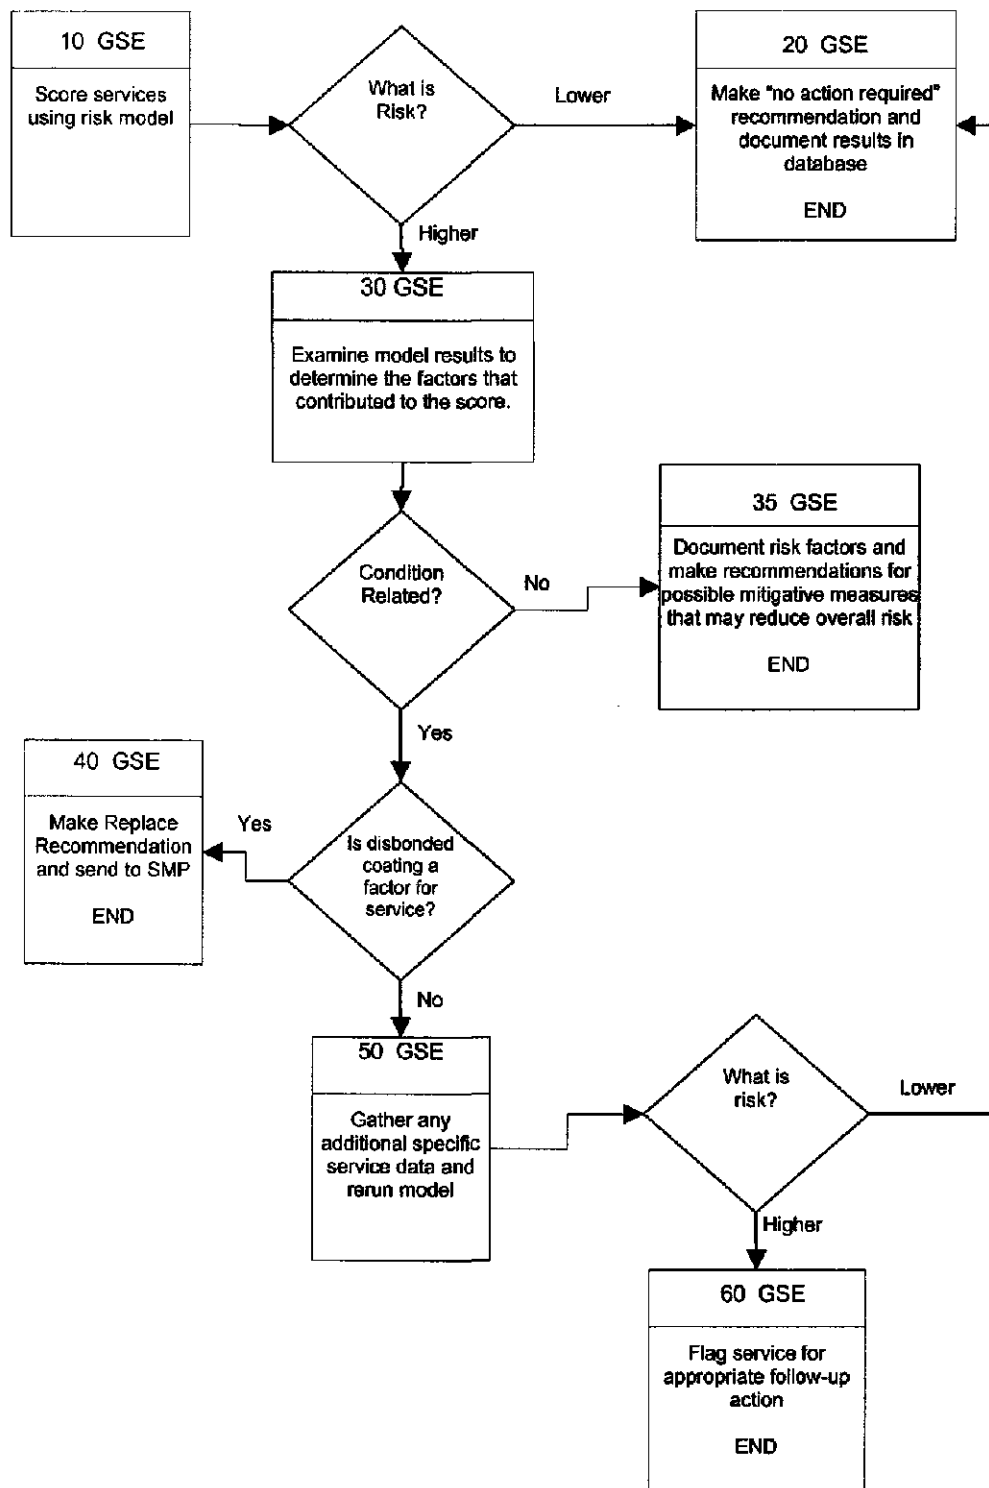 10 GSE
Score services
using risk model
What is
Risk?
Lower
20 GSE
Make "no action required"
recommendation and
document results in
database
END
Higher
30 GSE
Examine model results to
determine the factors that
contributed to the score.
Condition
Related?
No
35 GSE
Document risk factors and
make recommendations for
possible mitigative measures
that may reduce overall risk
END
Yes
40 GSE
Make Replace
Recommendation
and send to SMP
END
Yes
Is disbonded
coating a
factor for
service?
No
50 GSE
Gather any
additional specific
service data and
rerun model
What is
risk?
Lower
Higher
60 GSE
Flag service for
appropriate follow-up
action
END